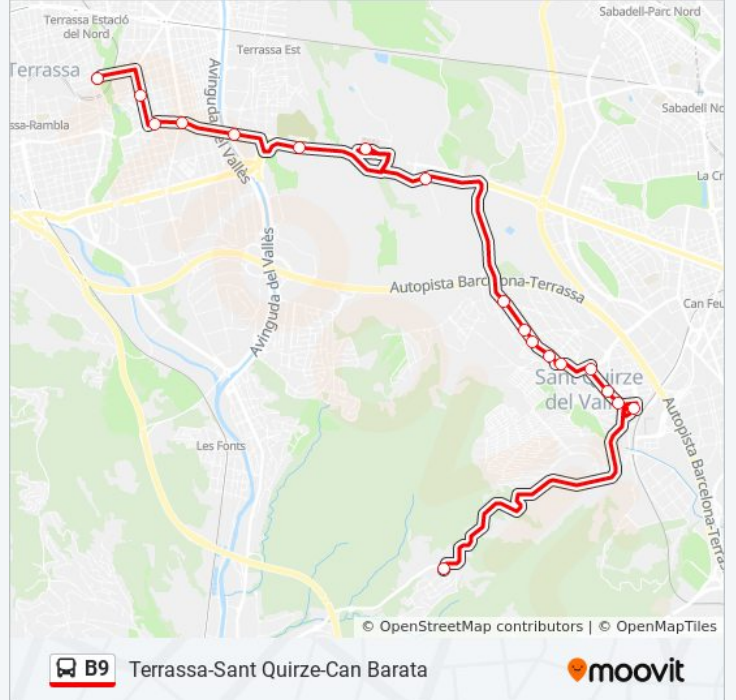 Terrassa Estació
del Nord
Sabadell-Parc Nord
Terrassa Est
Terrassa
Avinguda del Vallès
ssa-Rambla
Sabadell No
La Cr
Avinguda del Vallès
Autopista Barcelona-Terrassa
Can Feu
Sant Quirze
del Vall
Autopista Barcelona-Terras
Les Fonts
© OpenStreetMap contributors | © OpenMapTiles
B9 Terrassa-Sant Quirze-Can Barata
moovit